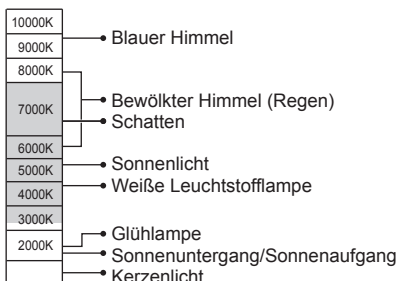 10000K
Blauer Himmel
9000K
8000K
Bewölkter Himmel (Regen)
7000K
Schatten
6000K
Sonnenlicht
5000K
Weiße Leuchtstofflampe
4000K
3000K
Glühlampe
2000K
Sonnenuntergang/Sonnenaufgang
Kerzenlicht